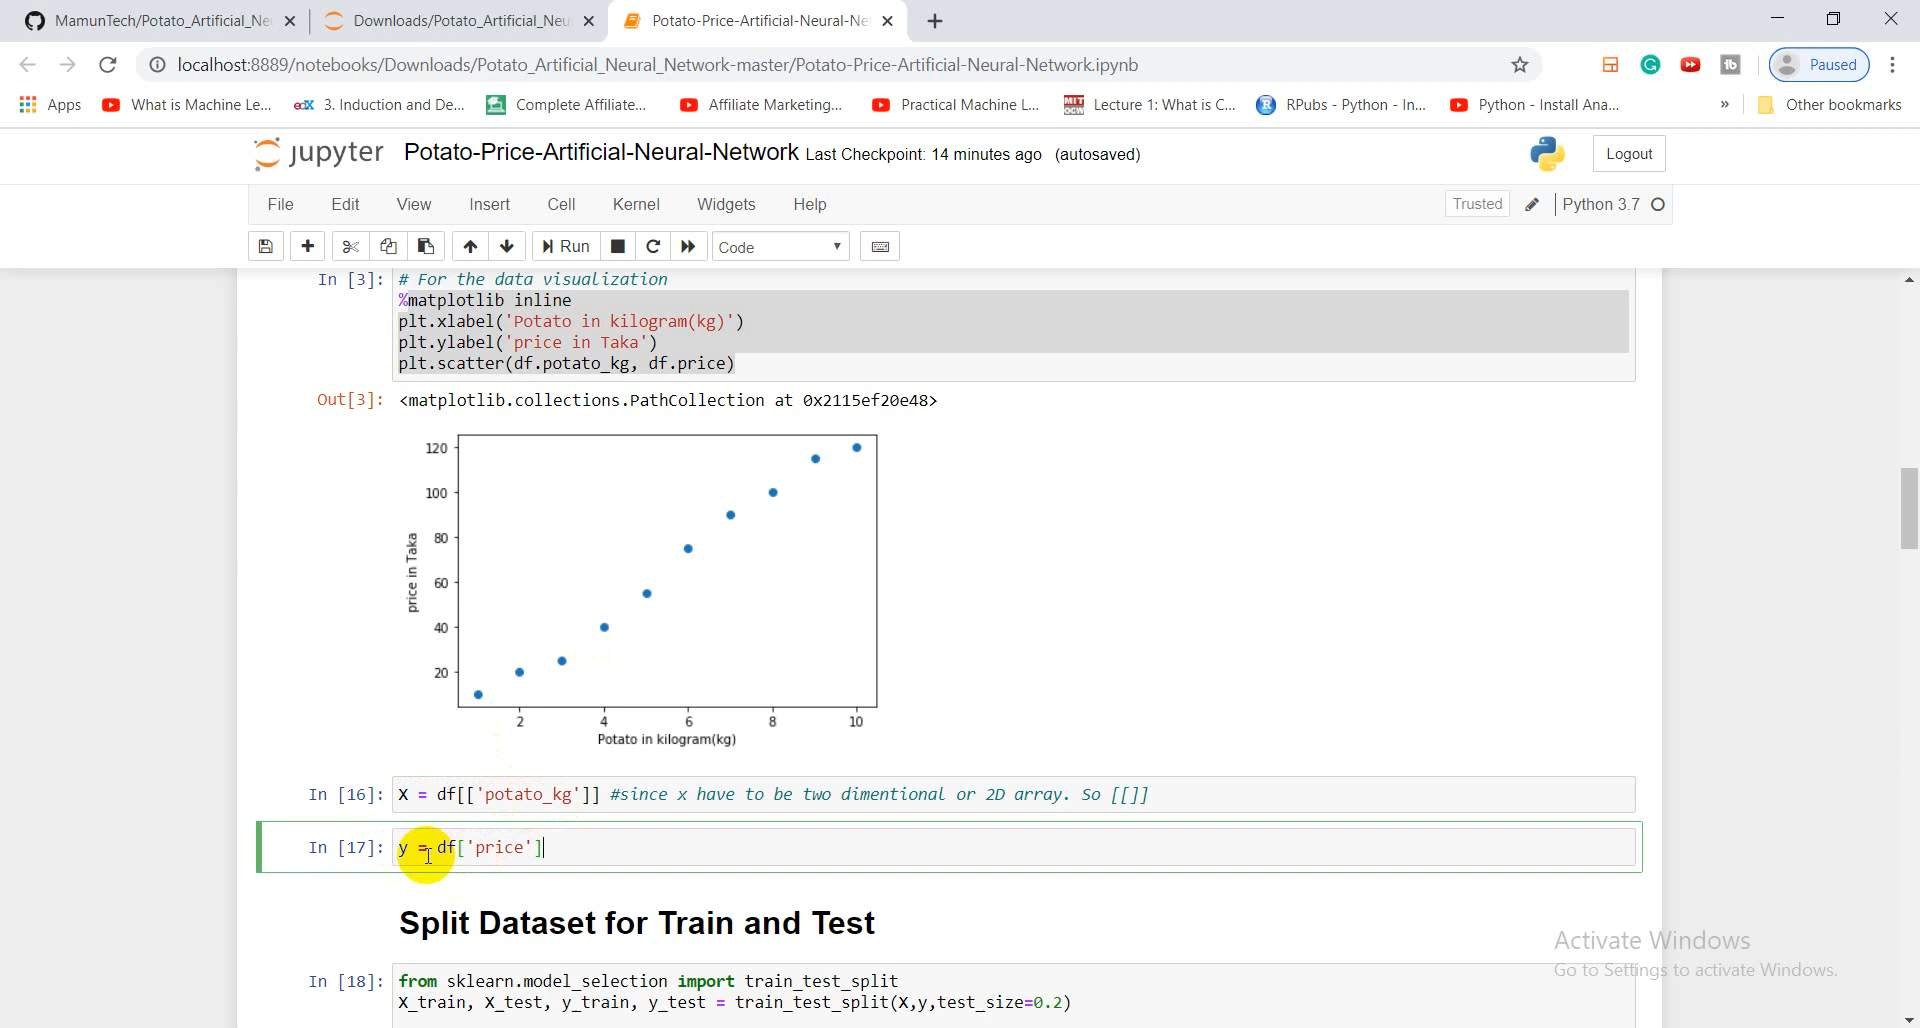 MamunTech/Potato_Artificial_Ne
Downloads/Potato_Artificial_Neu
Potato-Price-Artificial-Neural-Ne
localhost:8889/notebooks/Downloads/Potato_Artificial_Neural_Network-master/Potato-Price-Artificial-Neural-Network.ipynb
Paused
Apps
What is Machine Le...
edX 3. Induction and De...
Complete Affiliate...
Affiliate Marketing...
Practical Machine L...
MIT OCW Lecture 1: What is C...
R RPubs - Python - In...
Python - Install Ana...
»
Other bookmarks
jupyter Potato-Price-Artificial-Neural-Network Last Checkpoint: 14 minutes ago (autosaved)
Logout
File Edit View Insert Cell Kernel Widgets Help
Trusted
Python 3.7
Run
Code
In [3]: # For the data visualization
%matplotlib inline
plt.xlabel('Potato in kilogram(kg)')
plt.ylabel('price in Taka')
plt.scatter(df.potato_kg, df.price)
Out[3]: <matplotlib.collections.PathCollection at 0x2115ef20e48>
120
100
80
60
40
20
price in Taka
2 4 6 8 10
Potato in kilogram(kg)
In [16]: X = df[['potato_kg']] #since x have to be two dimentional or 2D array. So [[]]
In [17]: y = df['price']
Split Dataset for Train and Test
In [18]: from sklearn.model_selection import train_test_split
X_train, X_test, y_train, y_test = train_test_split(X,y,test_size=0.2)
Activate Windows
Go to Settings to activate Windows.